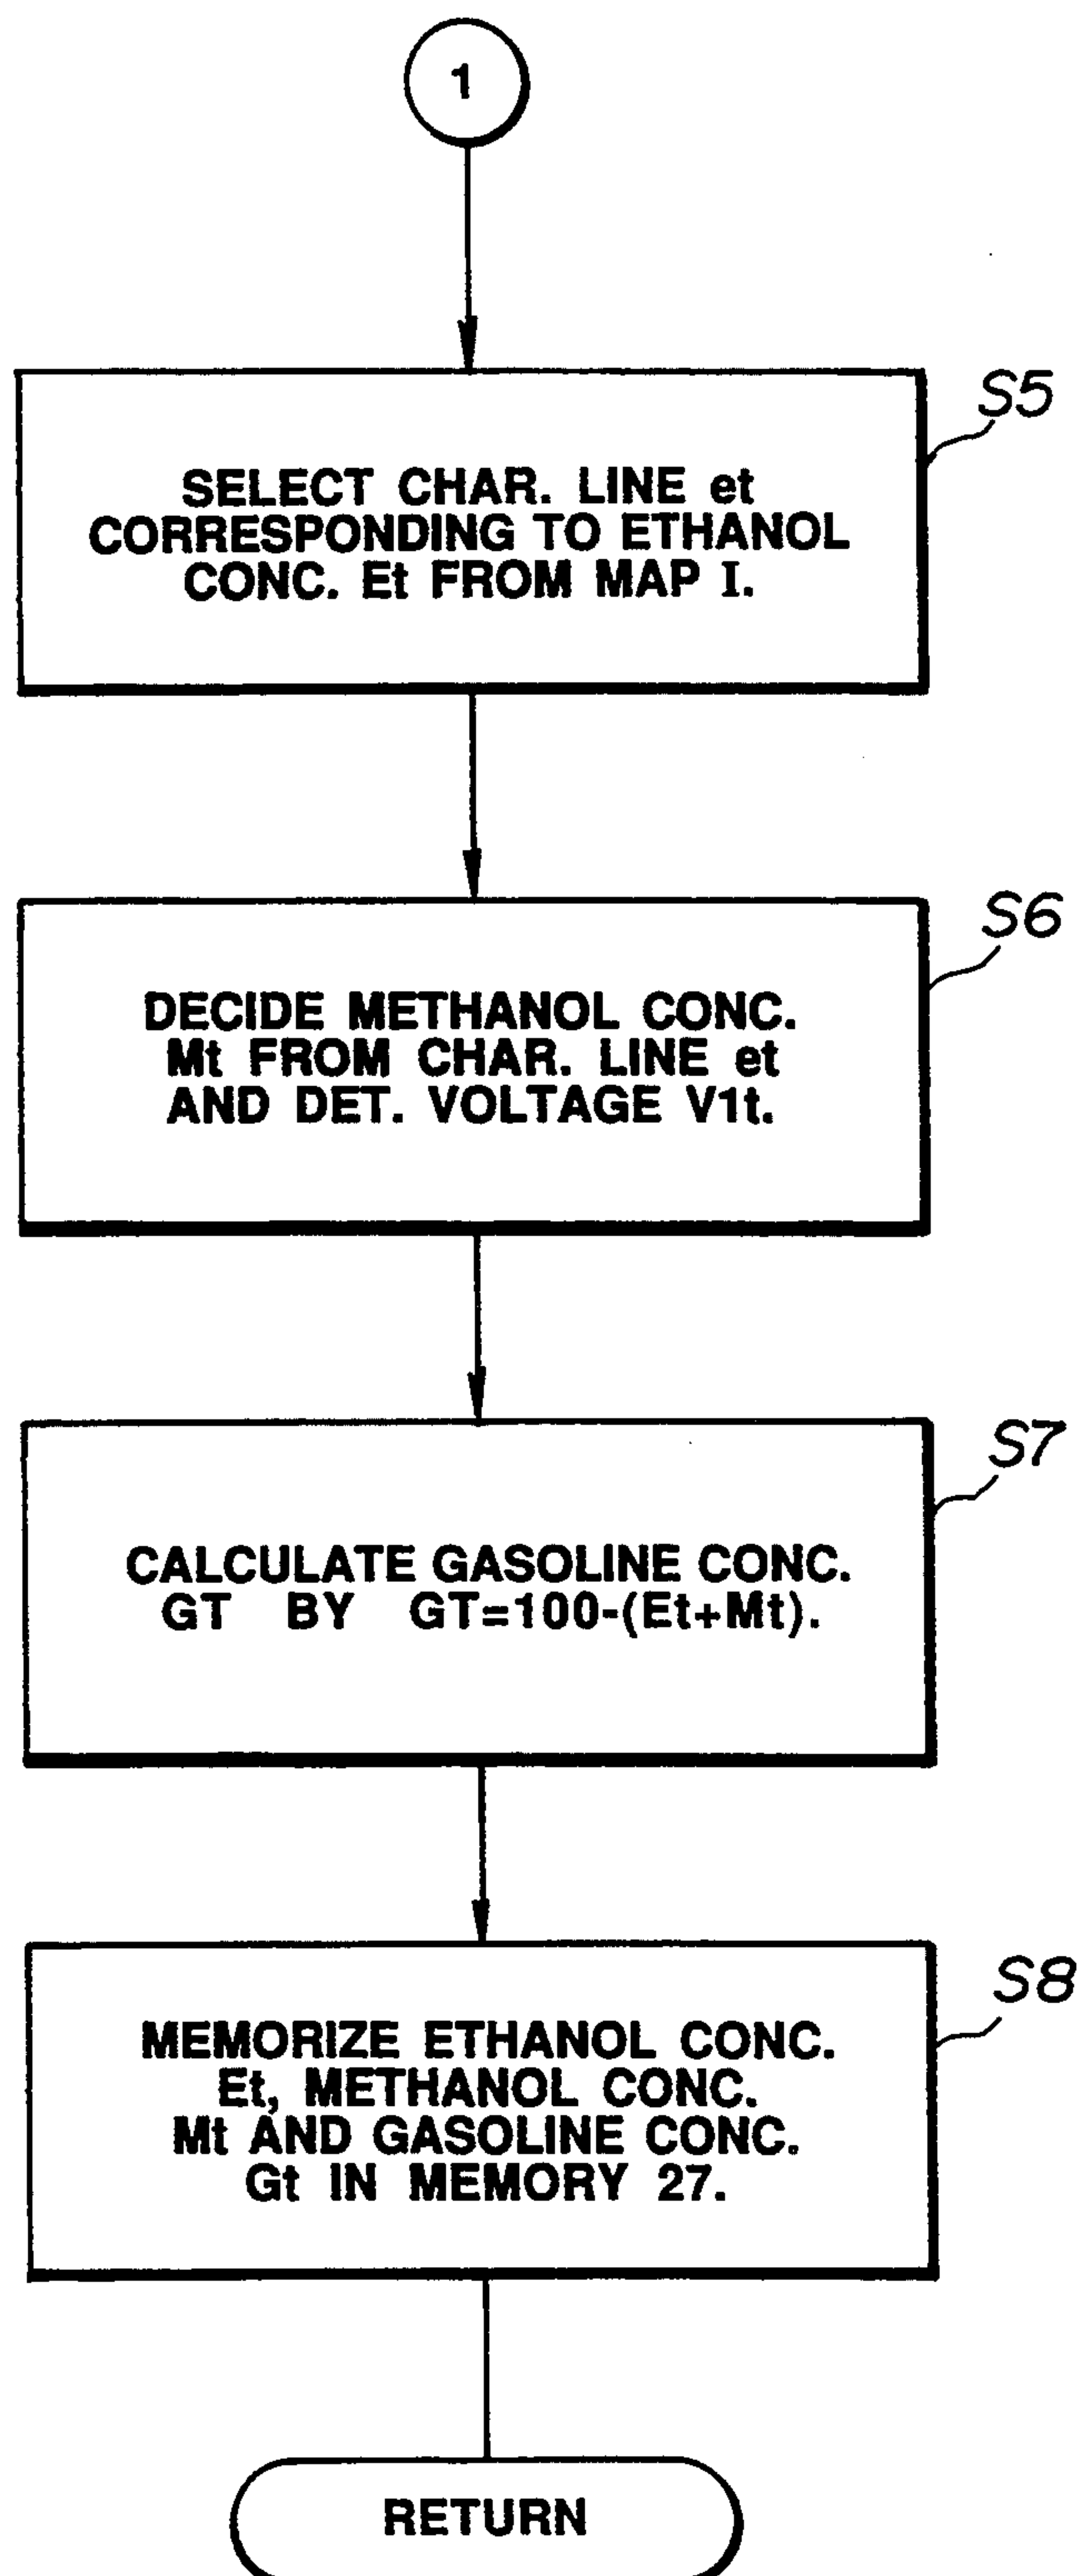 1
S5
SELECT CHAR. LINE et
CORRESPONDING TO ETHANOL
CONC. Et FROM MAP I.
S6
DECIDE METHANOL CONC.
Mt FROM CHAR. LINE et
AND DET. VOLTAGE V1t.
S7
CALCULATE GASOLINE CONC.
GT BY GT=100-(Et+Mt).
S8
MEMORIZE ETHANOL CONC.
Et, METHANOL CONC.
Mt AND GASOLINE CONC.
Gt IN MEMORY 27.
RETURN